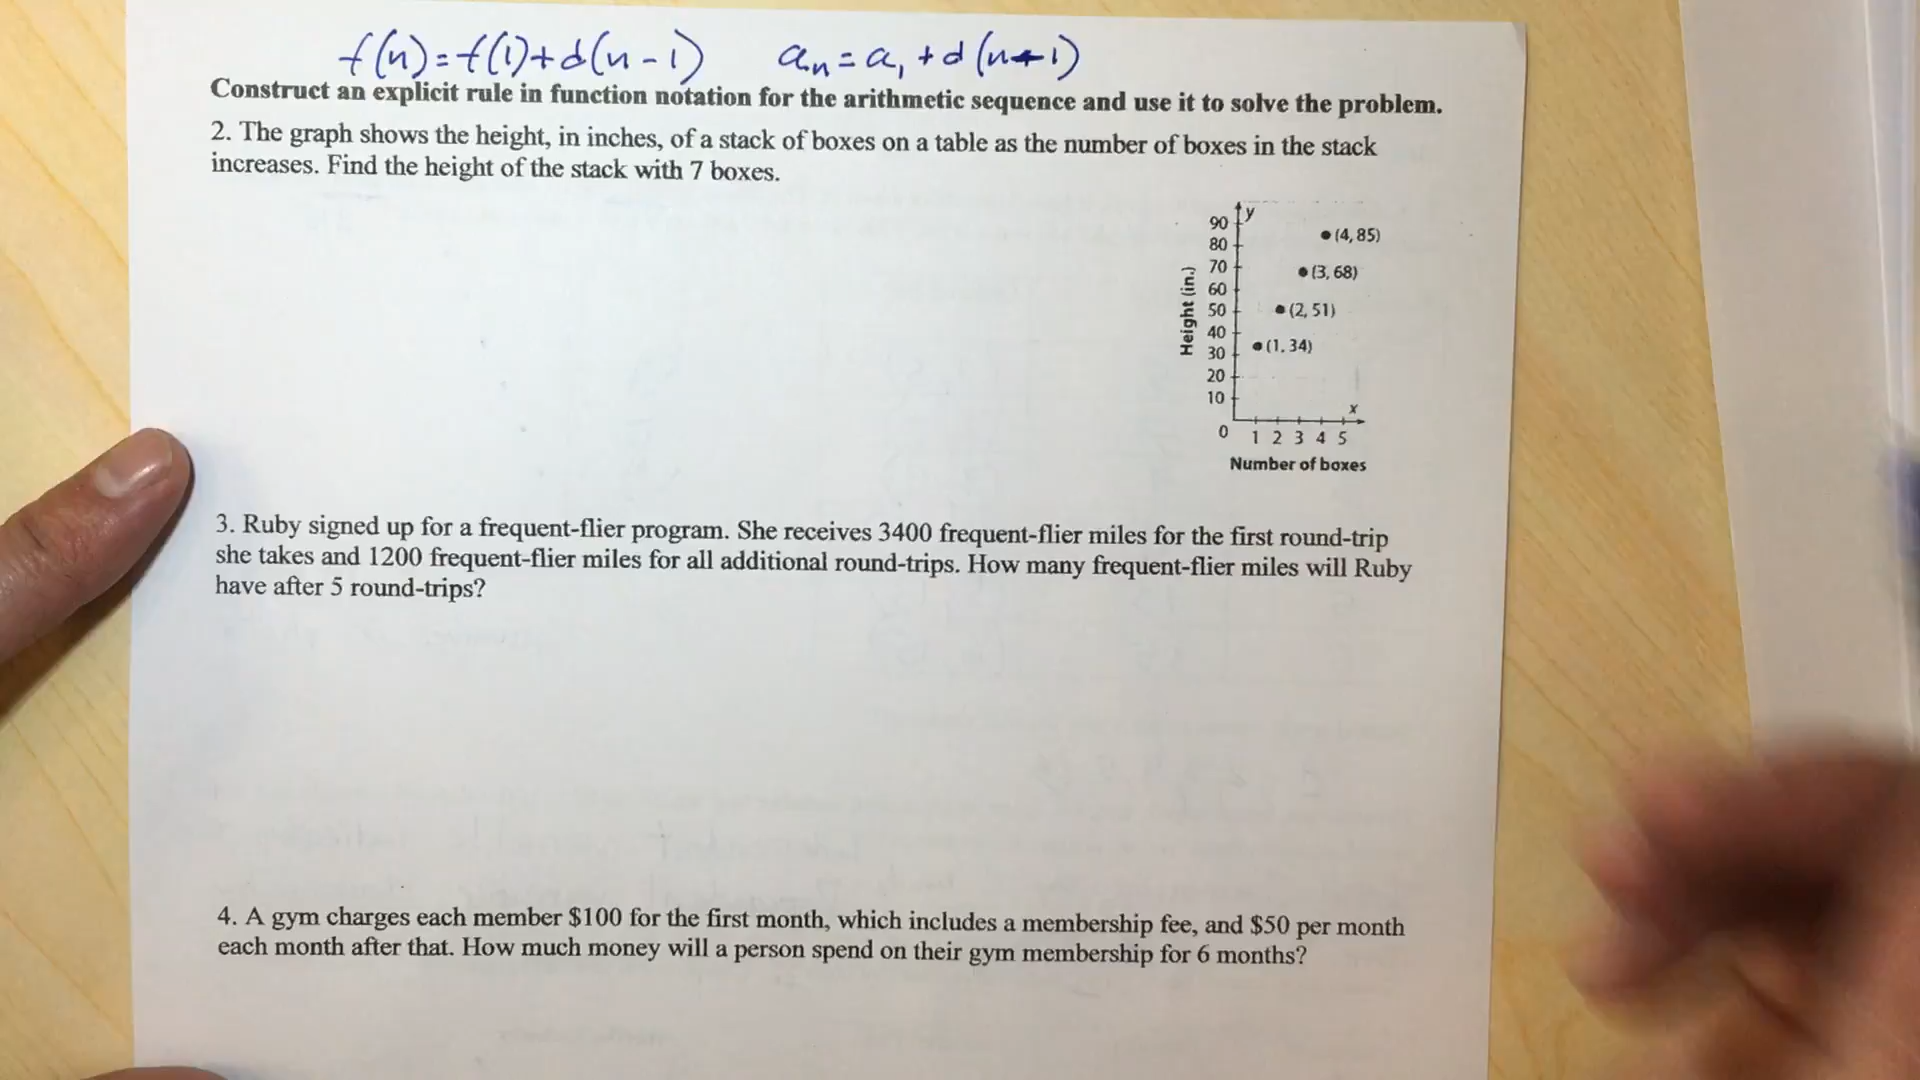 f(n)=f(1)+d(n-1) an=a1+d(n-1)
Construct an explicit rule in function notation for the arithmetic sequence and use it to solve the problem.
2. The graph shows the height, in inches, of a stack of boxes on a table as the number of boxes in the stack
increases. Find the height of the stack with 7 boxes.
y
90
(4, 85)
80
70
(3, 68)
60
50
(2, 51)
40
(1, 34)
30
20
10
x
0 1 2 3 4 5
Height (in.)
Number of boxes
3. Ruby signed up for a frequent-flier program. She receives 3400 frequent-flier miles for the first round-trip
she takes and 1200 frequent-flier miles for all additional round-trips. How many frequent-flier miles will Ruby
have after 5 round-trips?
4. A gym charges each member $100 for the first month, which includes a membership fee, and $50 per month
each month after that. How much money will a person spend on their gym membership for 6 months?